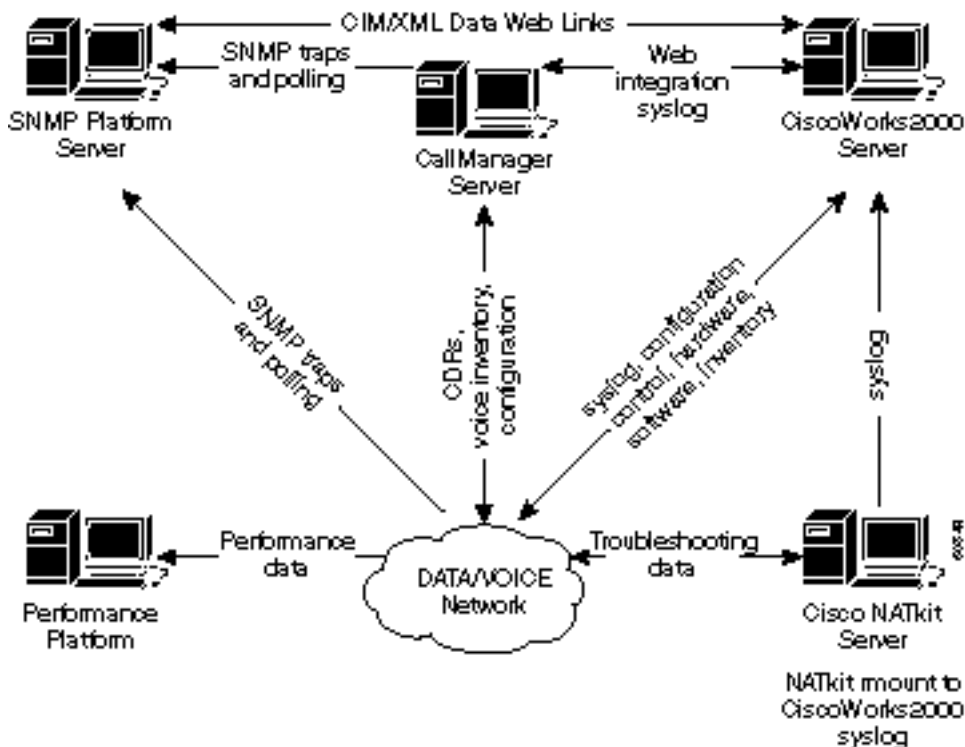 CIM/XML Data Web Links
SNMP traps
and polling
Web
integration
syslog
SNMP Platform
Server
CallManager
Server
CiscoWorks2000
Server
SNMP traps
and polling
CDRs,
voice inventory,
configuration
syslog, configuration
control, hardware,
software, inventory
syslog
Performance
data
Troubleshooting
data
DATA/VOICE
Network
Performance
Platform
Cisco NATkit
Server
NATkit mount to
CiscoWorks2000
syslog